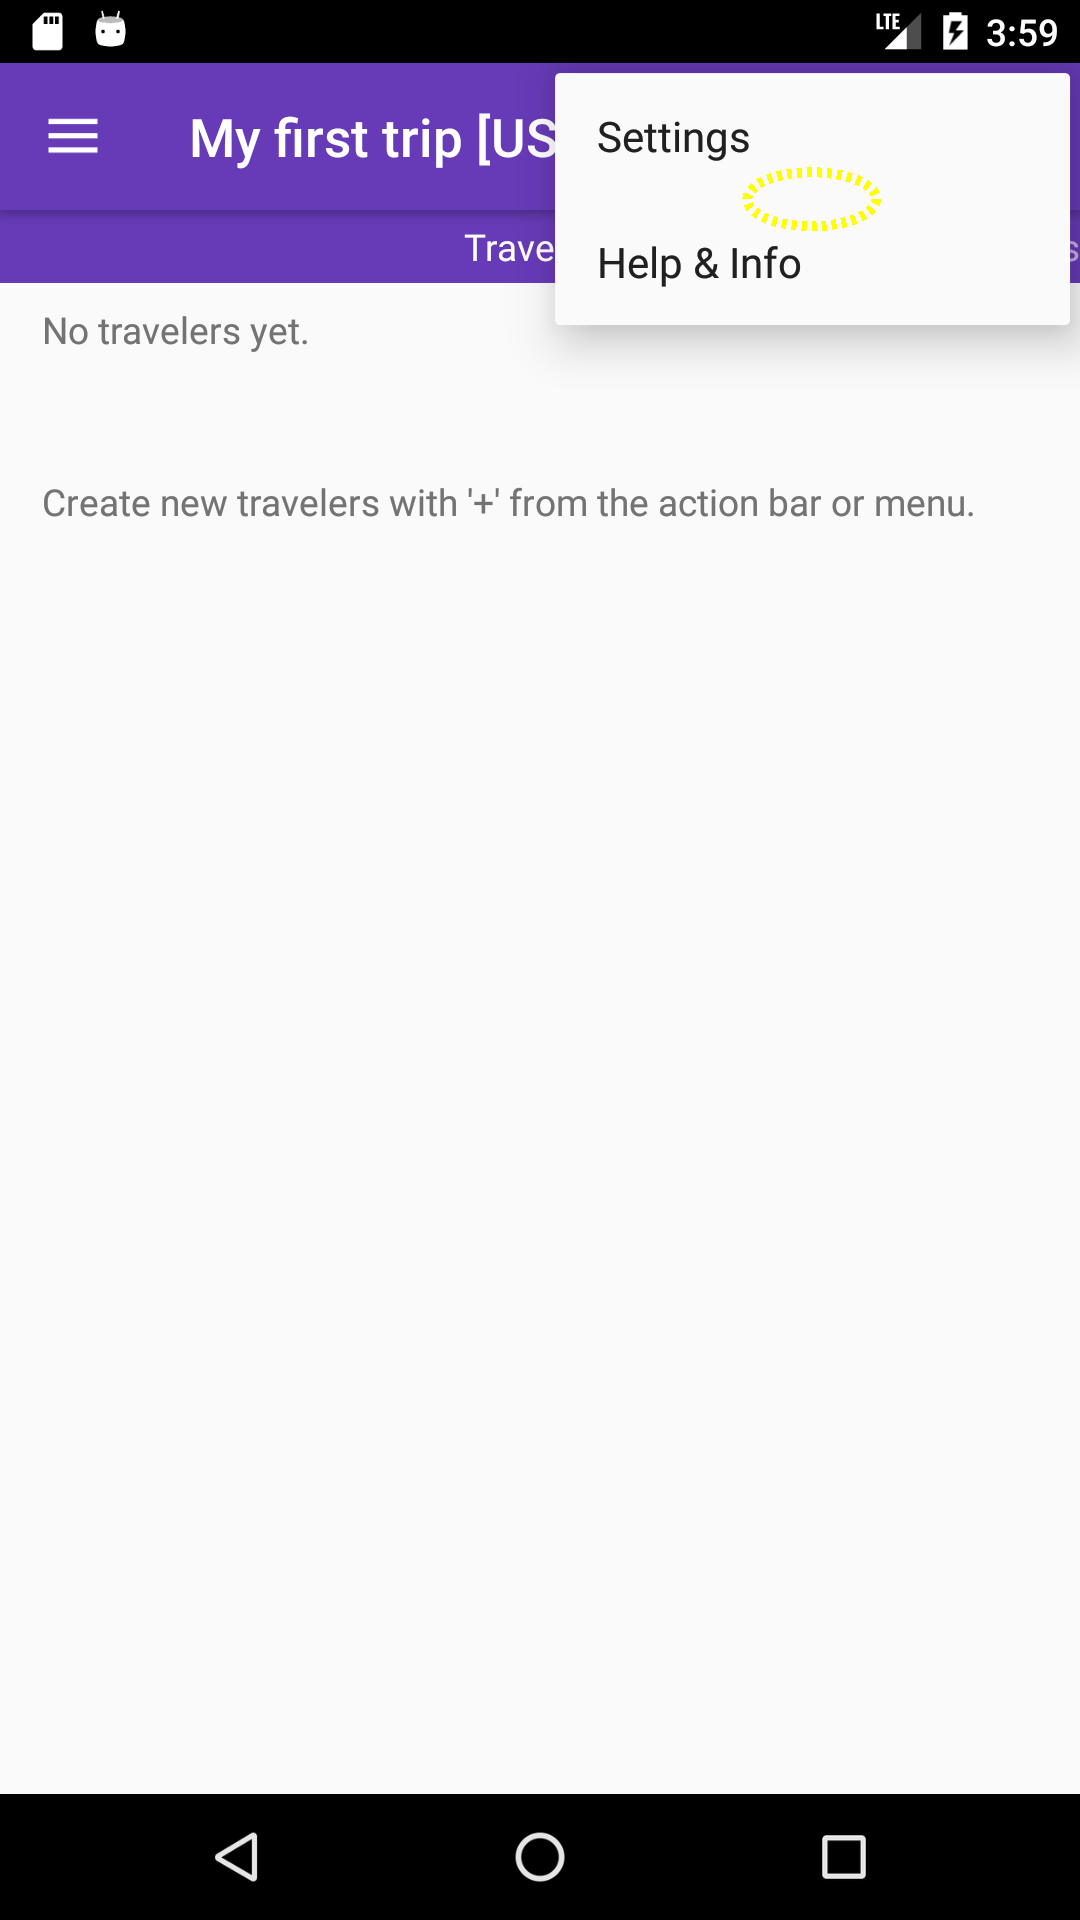 LTE 3:59
My first trip [US
Settings
Trave
s
Help & Info
No travelers yet.
Create new travelers with '+' from the action bar or menu.